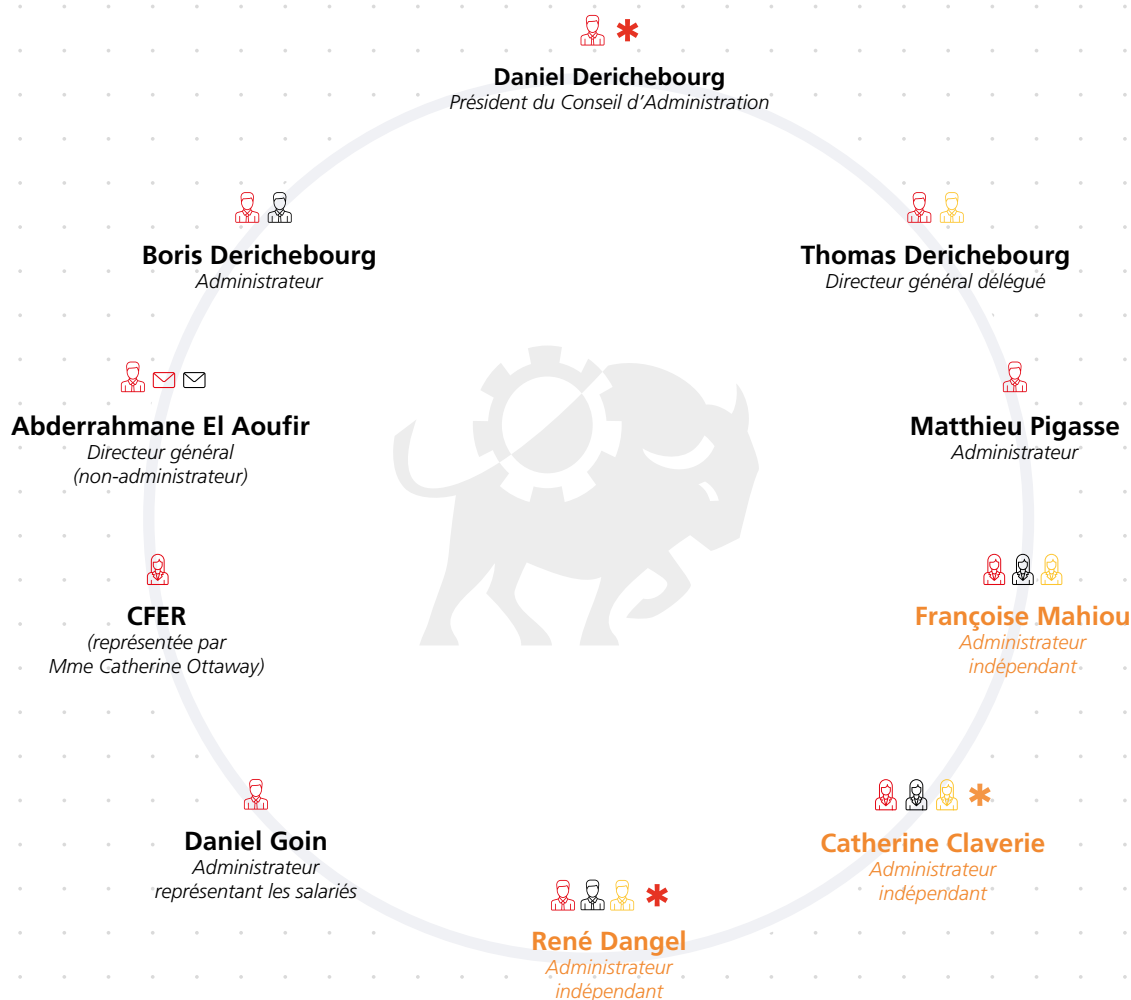 Daniel Derichebourg
Président du Conseil d’Administration
Boris Derichebourg
Administrateur
Thomas Derichebourg
Directeur général délégué
Abderrahmane El Aoufir
Directeur général
(non-administrateur)
Matthieu Pigasse
Administrateur
CFER
(représentée par
Mme Catherine Ottaway)
Françoise Mahiou
Administrateur
indépendant
Daniel Goin
Administrateur
représentant les salariés
Catherine Claverie
Administrateur
indépendant
René Dangel
Administrateur
indépendant